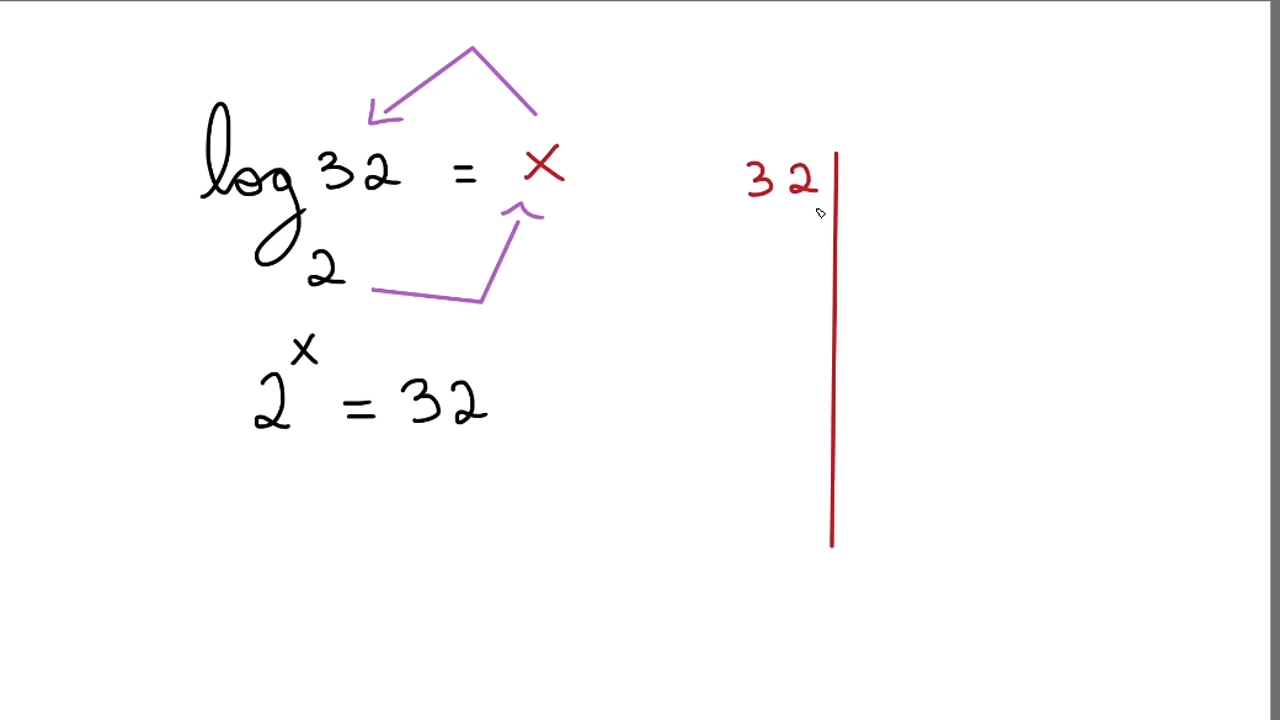 log₂ 32 = x
2ˣ = 32
32